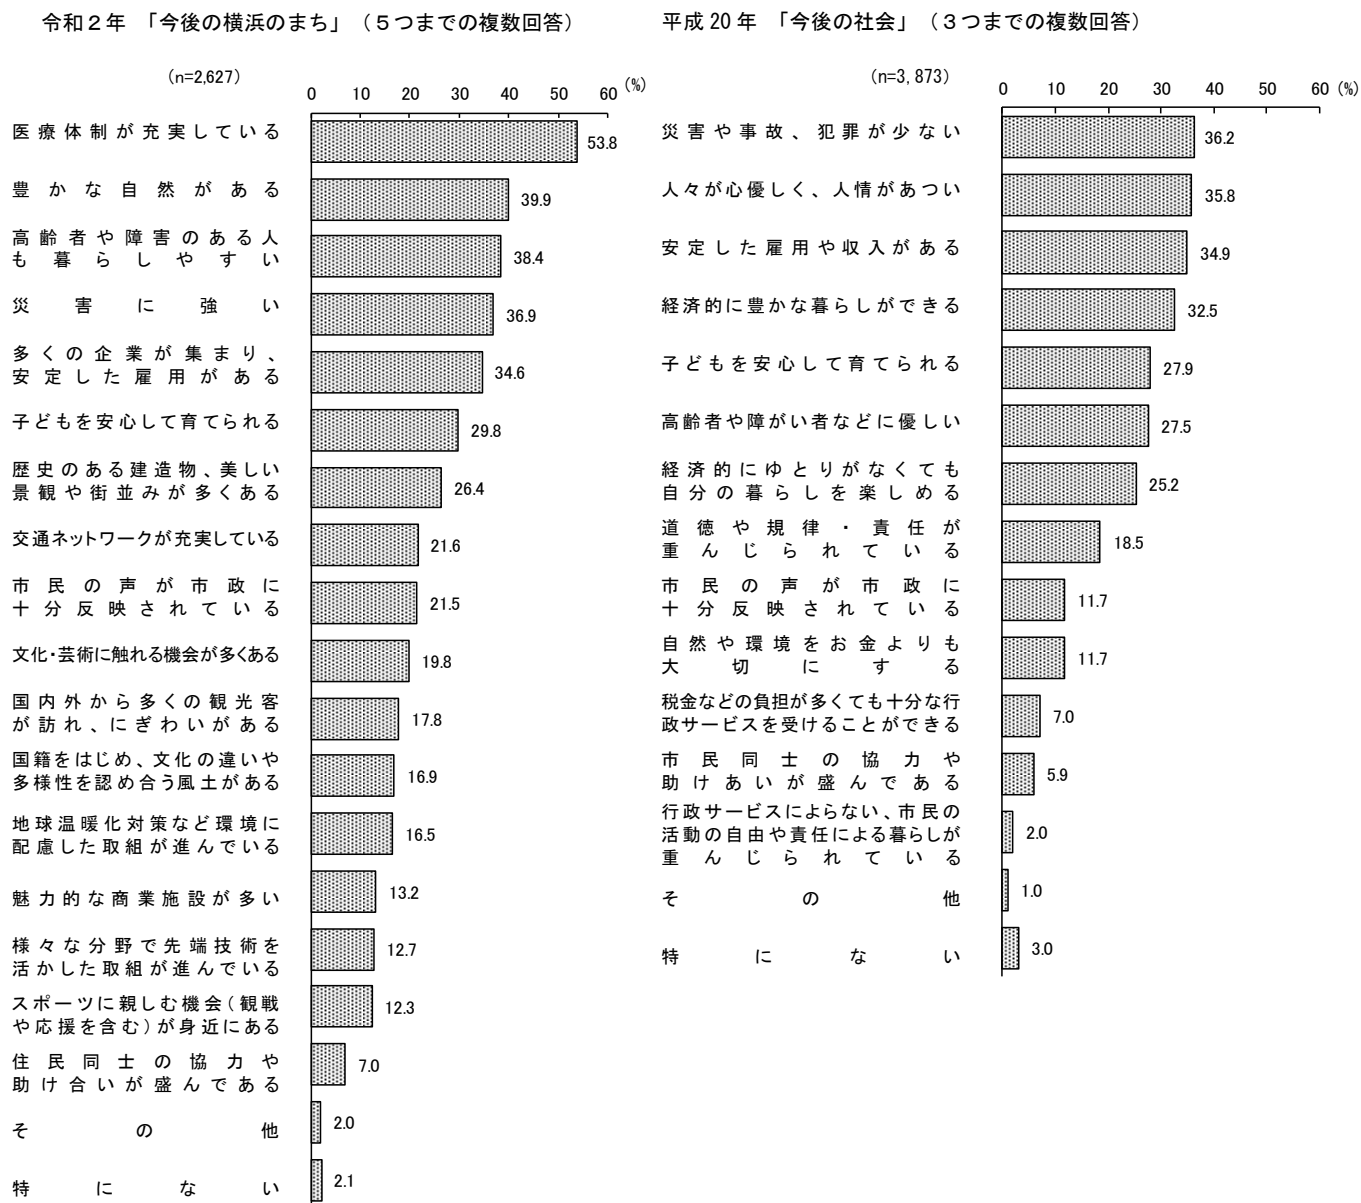 令和２年 「今後の横浜のまち」（５つまでの複数回答）
（n=2,627）
0 10 20 30 40 50 60 (%)
医療体制が充実している 53.8
豊かな自然がある 39.9
高齢者や障害のある人
も暮らしやすい 38.4
災害に強い 36.9
多くの企業が集まり、
安定した雇用がある 34.6
子どもを安心して育てられる 29.8
歴史のある建造物、美しい
景観や街並みが多くある 26.4
交通ネットワークが充実している 21.6
市民の声が市政に
十分反映されている 21.5
文化・芸術に触れる機会が多くある 19.8
国内外から多くの観光客
が訪れ、にぎわいがある 17.8
国籍をはじめ、文化の違いや
多様性を認め合う風土がある 16.9
地球温暖化対策など環境に
配慮した取組が進んでいる 16.5
魅力的な商業施設が多い 13.2
様々な分野で先端技術を
活かした取組が進んでいる 12.7
スポーツに親しむ機会（観戦
や応援を含む）が身近にある 12.3
住民同士の協力や
助け合いが盛んである 7.0
その他 2.0
特にない 2.1
平成 20 年 「今後の社会」（３つまでの複数回答）
（n=3,873）
0 10 20 30 40 50 60 (%)
災害や事故、犯罪が少ない 36.2
人々が心優しく、人情があつい 35.8
安定した雇用や収入がある 34.9
経済的に豊かな暮らしができる 32.5
子どもを安心して育てられる 27.9
高齢者や障がい者などに優しい 27.5
経済的にゆとりがなくても
自分の暮らしを楽しめる 25.2
道徳や規律・責任が
重んじられている 18.5
市民の声が市政に
十分反映されている 11.7
自然や環境をお金よりも
大切にする 11.7
税金などの負担が多くても十分な行
政サービスを受けることができる 7.0
市民同士の協力や
助けあいが盛んである 5.9
行政サービスによらない、市民の
活動の自由や責任による暮らしが
重んじられている 2.0
その他 1.0
特にない 3.0